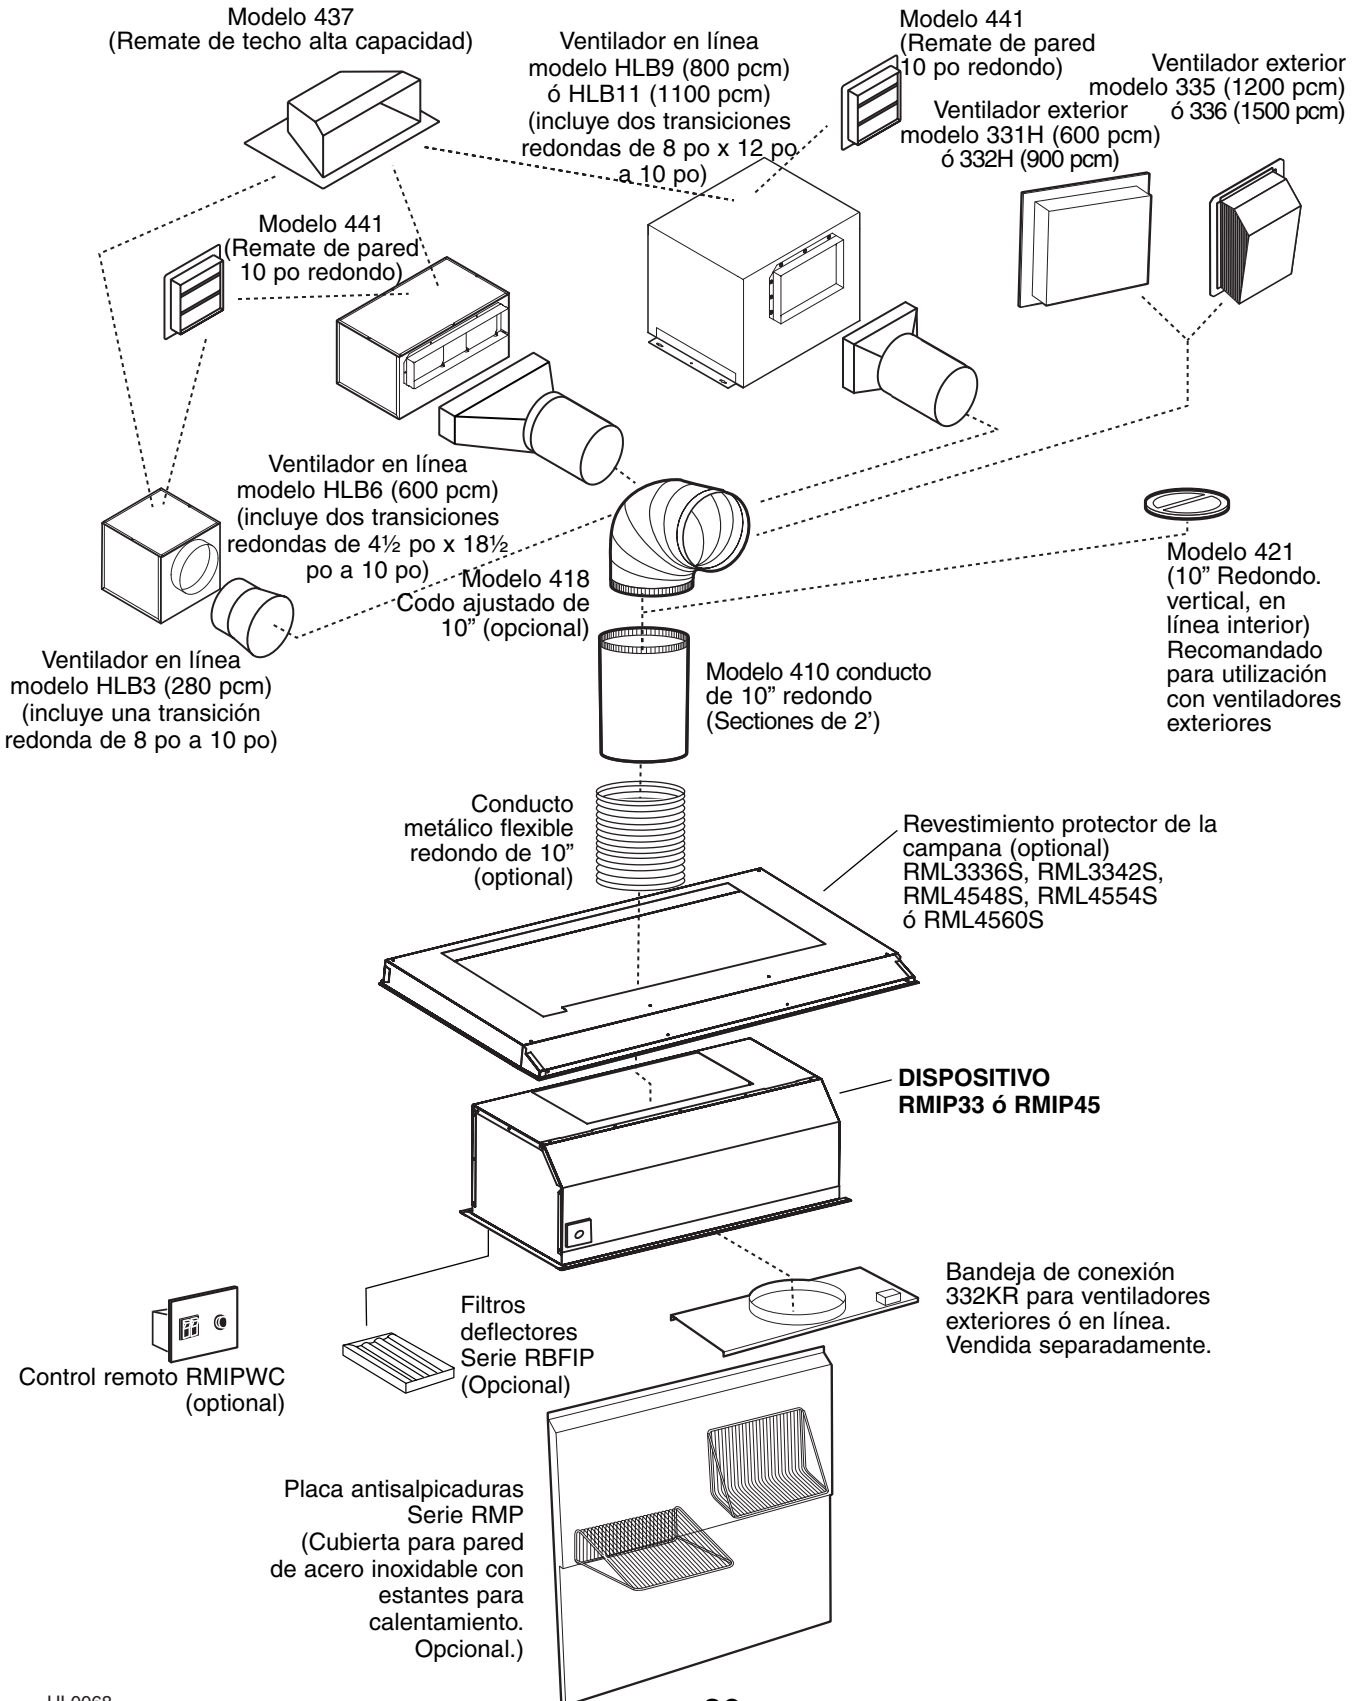 Modelo 437
(Remate de techo alta capacidad)
Ventilador en línea
modelo HLB9 (800 pcm)
ó HLB11 (1100 pcm)
(incluye dos transiciones
redondas de 8 po x 12 po
a 10 po)
Modelo 441
(Remate de pared
10 po redondo)
Ventilador exterior
modelo 335 (1200 pcm)
ó 336 (1500 pcm)
Ventilador exterior
modelo 331H (600 pcm)
ó 332H (900 pcm)
Modelo 441
(Remate de pared
10 po redondo)
Ventilador en línea
modelo HLB6 (600 pcm)
(incluye dos transiciones
redondas de 4½ po x 18½
po a 10 po)
Modelo 418
Codo ajustado de
10” (opcional)
Modelo 421
(10” Redondo.
vertical, en
línea interior)
Recomandado
para utilización
con ventiladores
exteriores
Ventilador en línea
modelo HLB3 (280 pcm)
(incluye una transición
redonda de 8 po a 10 po)
Modelo 410 conducto
de 10” redondo
(Sectiones de 2’)
Conducto
metálico flexible
redondo de 10”
(optional)
Revestimiento protector de la
campana (optional)
RML3336S, RML3342S,
RML4548S, RML4554S
ó RML4560S
DISPOSITIVO
RMIP33 ó RMIP45
Bandeja de conexión
332KR para ventiladores
exteriores ó en línea.
Vendida separadamente.
Filtros
deflectores
Serie RBFIP
(Opcional)
Control remoto RMIPWC
(optional)
Placa antisalpicaduras
Serie RMP
(Cubierta para pared
de acero inoxidable con
estantes para
calentamiento.
Opcional.)